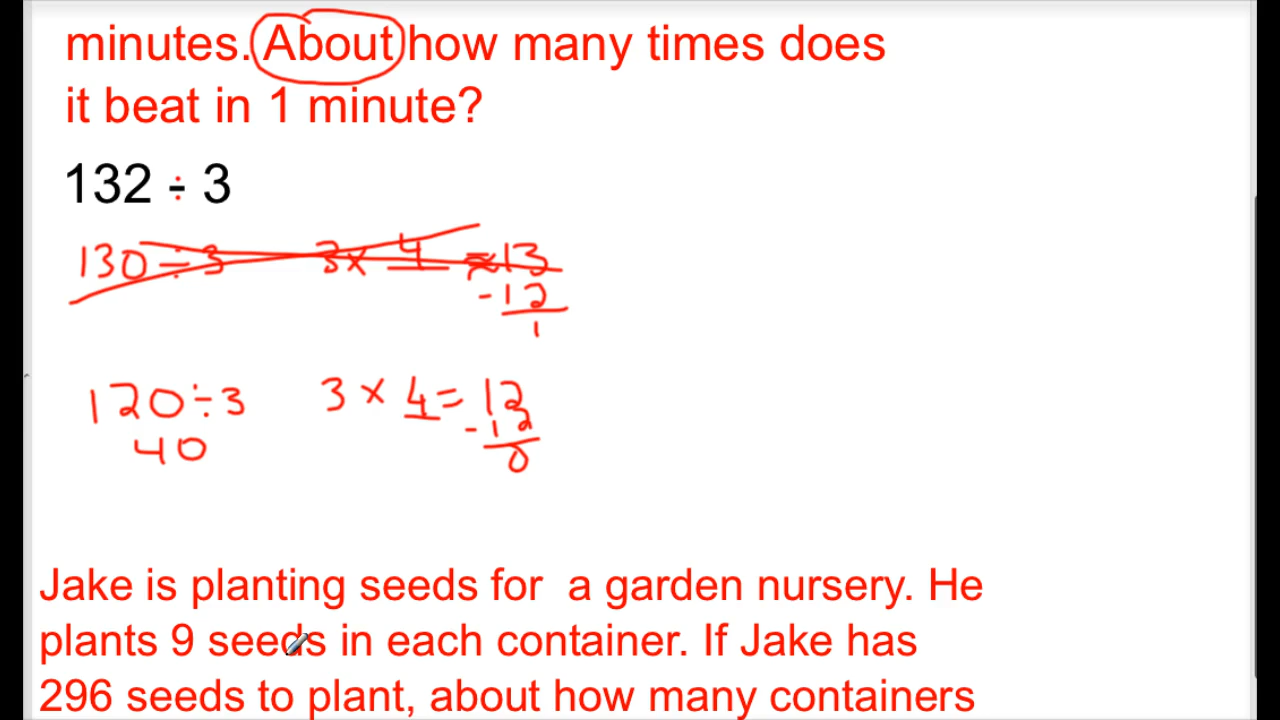 minutes. About how many times does
it beat in 1 minute?
132 ÷ 3
130 ÷ 3 3 x 4 ≈ 13
- 12
1
120 ÷ 3 3 x 4 = 12
40 - 12
0
Jake is planting seeds for a garden nursery. He
plants 9 seeds in each container. If Jake has
296 seeds to plant, about how many containers